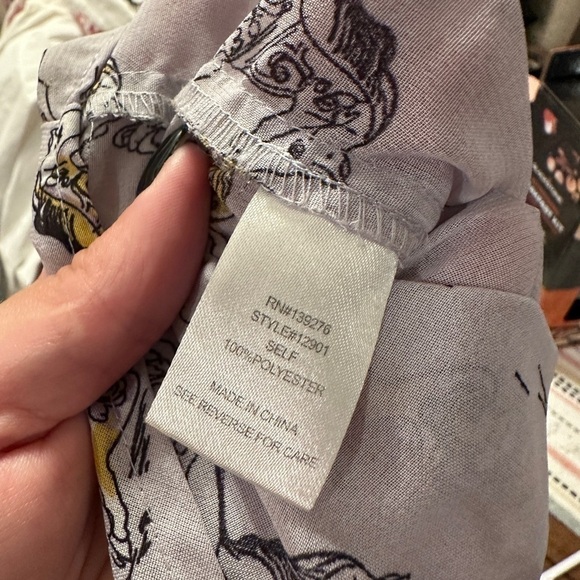 RN#139276
STYLE#12901
SELF
100%POLYESTER
MADE IN CHINA
SEE REVERSE FOR CARE